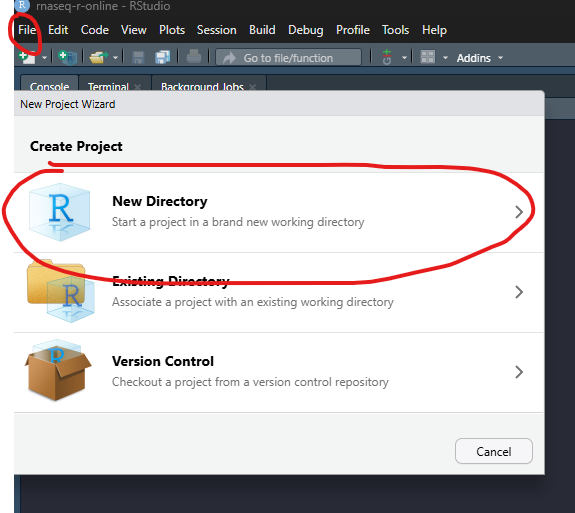 rnaseq-r-online - RStudio
File Edit Code View Plots Session Build Debug Profile Tools Help
Go to file/function Addins
Console Terminal Background Jobs
New Project Wizard
Create Project
New Directory
Start a project in a brand new working directory
Existing Directory
Associate a project with an existing working directory
Version Control
Checkout a project from a version control repository
Cancel